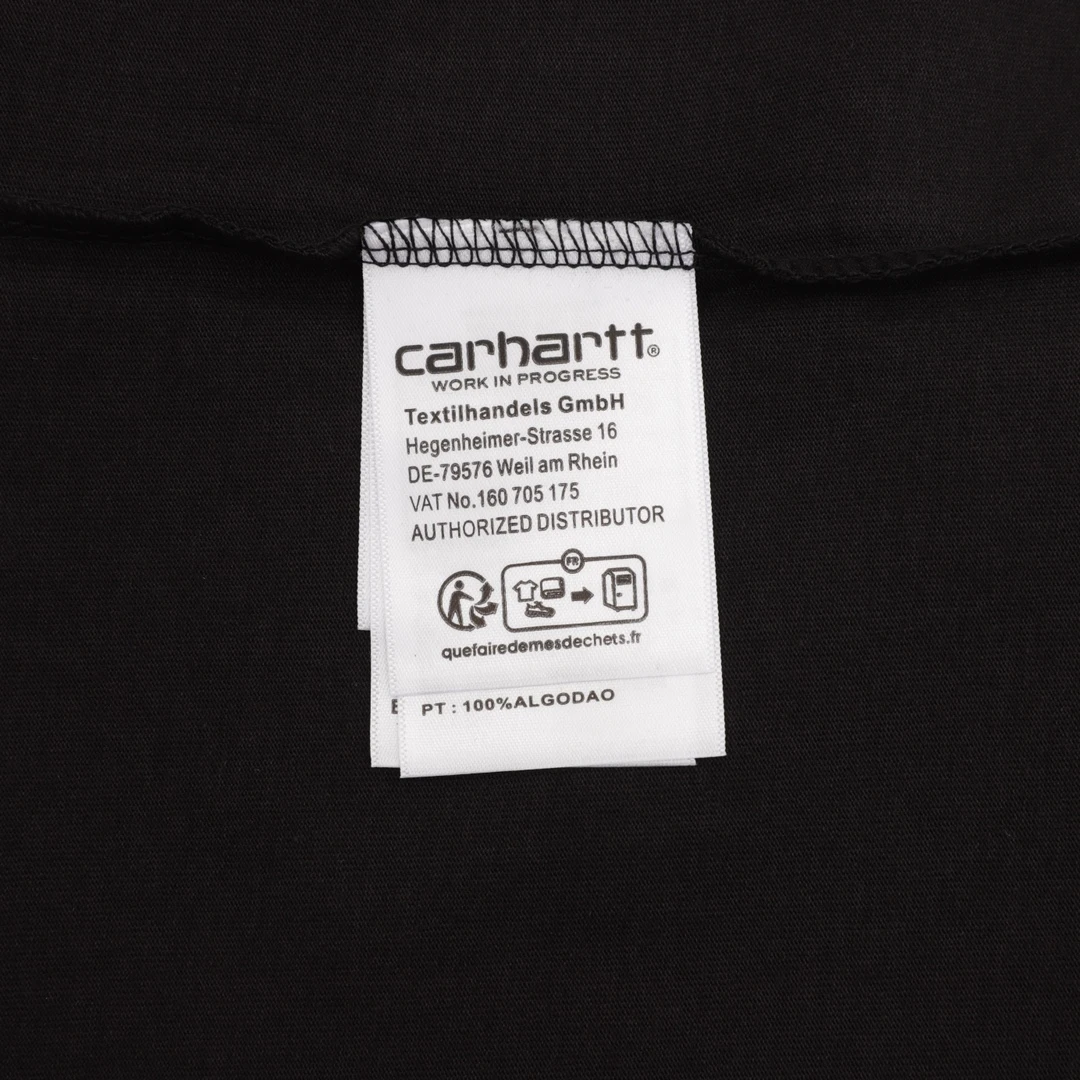 carhartt®
WORK IN PROGRESS
Textilhandels GmbH
Hegenheimer-Strasse 16
DE-79576 Weil am Rhein
VAT No.160 705 175
AUTHORIZED DISTRIBUTOR
FR
quefairedemesdechets.fr
E PT : 100%ALGODAO